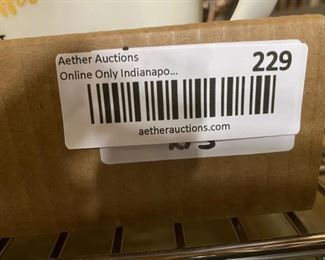 Aether Auctions 229
Online Only Indianapo...
aetherauctions.com